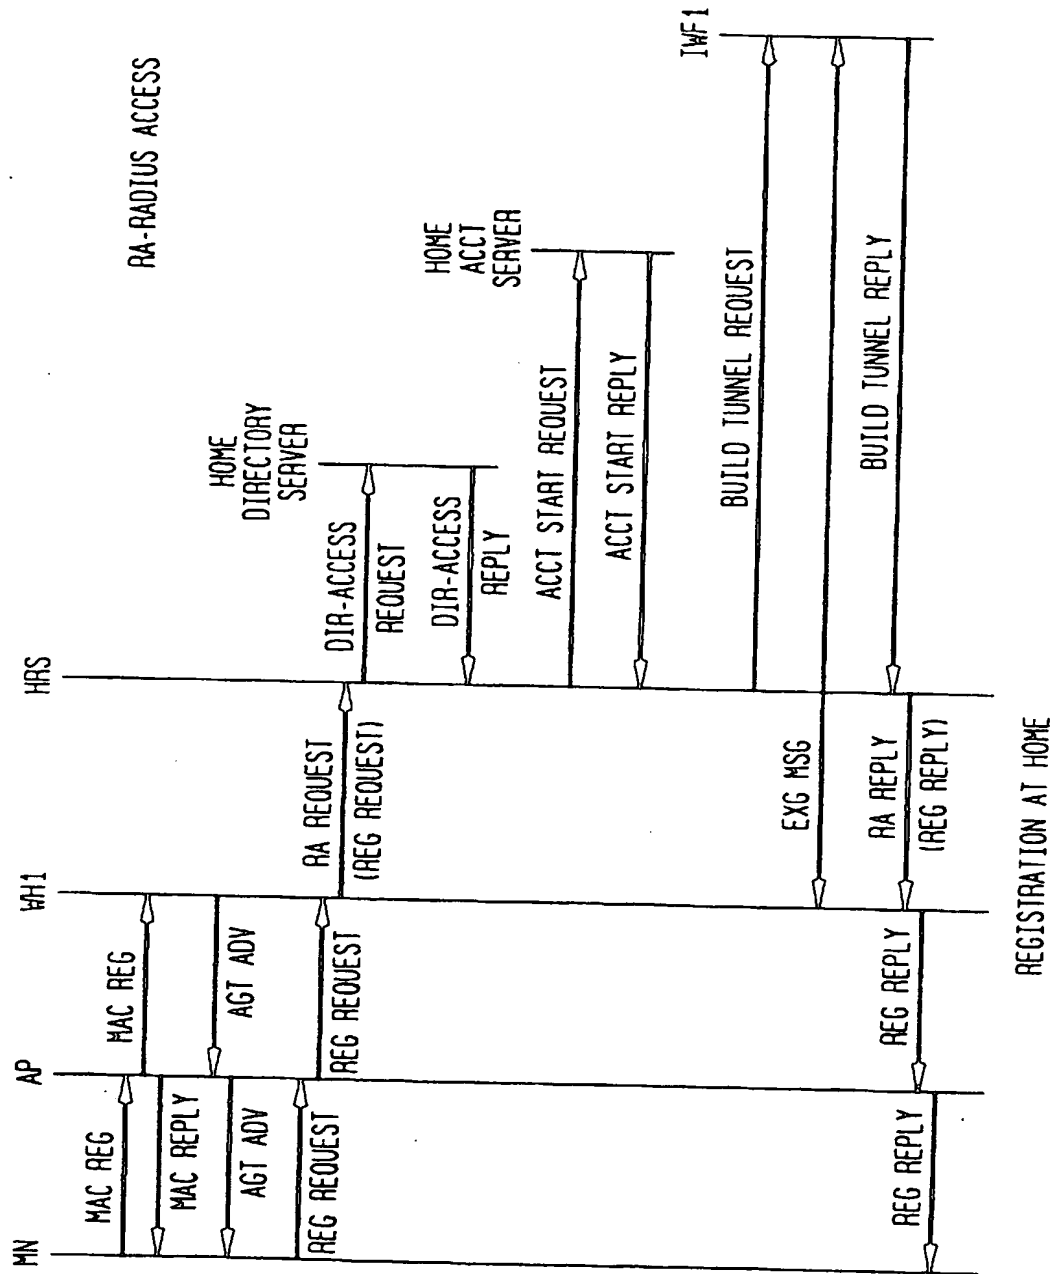 RA-RADIUS ACCESS
MN
AP
WH1
HRS
HOME
DIRECTORY
SERVER
HOME
ACCT
SERVER
IWF1
MAC REG
MAC REG
MAC REPLY
AGT ADV
AGT ADV
REG REQUEST
REG REQUEST
RA REQUEST
(REG REQUEST)
DIR-ACCESS
REQUEST
DIR-ACCESS
REPLY
ACCT START REQUEST
ACCT START REPLY
BUILD TUNNEL REQUEST
EXG MSG
BUILD TUNNEL REPLY
RA REPLY
(REG REPLY)
REG REPLY
REG REPLY
REGISTRATION AT HOME